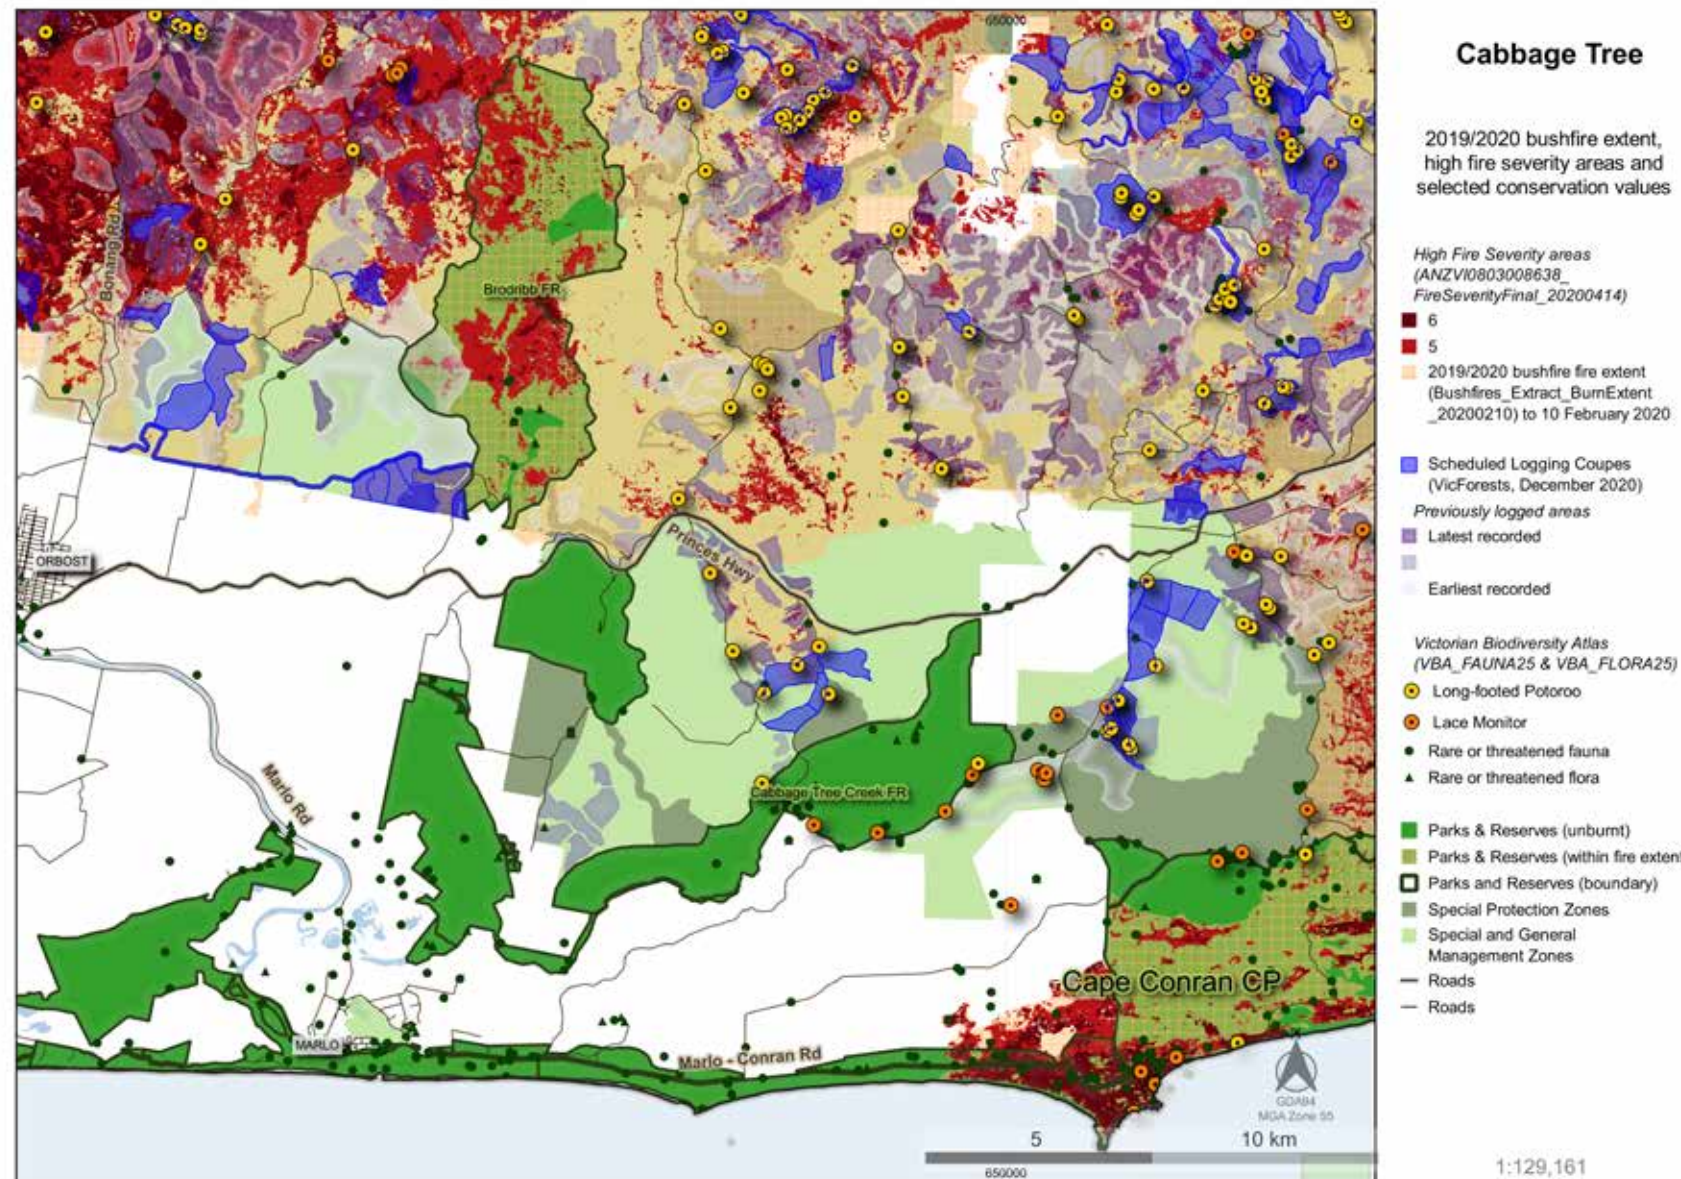 650000
Bonang Rd
Brodribb FR
ORBOST
Princes Hwy
Marlo Rd
Cabbage Tree Creek FR
Cape Conran CP
MARLO
Marlo - Conran Rd
GDA94
MGA Zone 55
5
10 km
650000
Cabbage Tree
2019/2020 bushfire extent,
high fire severity areas and
selected conservation values
High Fire Severity areas
(ANZVI0803008638_
FireSeverityFinal_20200414)
6
5
2019/2020 bushfire fire extent
(Bushfires_Extract_BurnExtent
_20200210) to 10 February 2020
Scheduled Logging Coupes
(VicForests, December 2020)
Previously logged areas
Latest recorded
Earliest recorded
Victorian Biodiversity Atlas
(VBA_FAUNA25 & VBA_FLORA25)
Long-footed Potoroo
Lace Monitor
Rare or threatened fauna
Rare or threatened flora
Parks & Reserves (unburnt)
Parks & Reserves (within fire extent
Parks and Reserves (boundary)
Special Protection Zones
Special and General
Management Zones
Roads
Roads
1:129,161